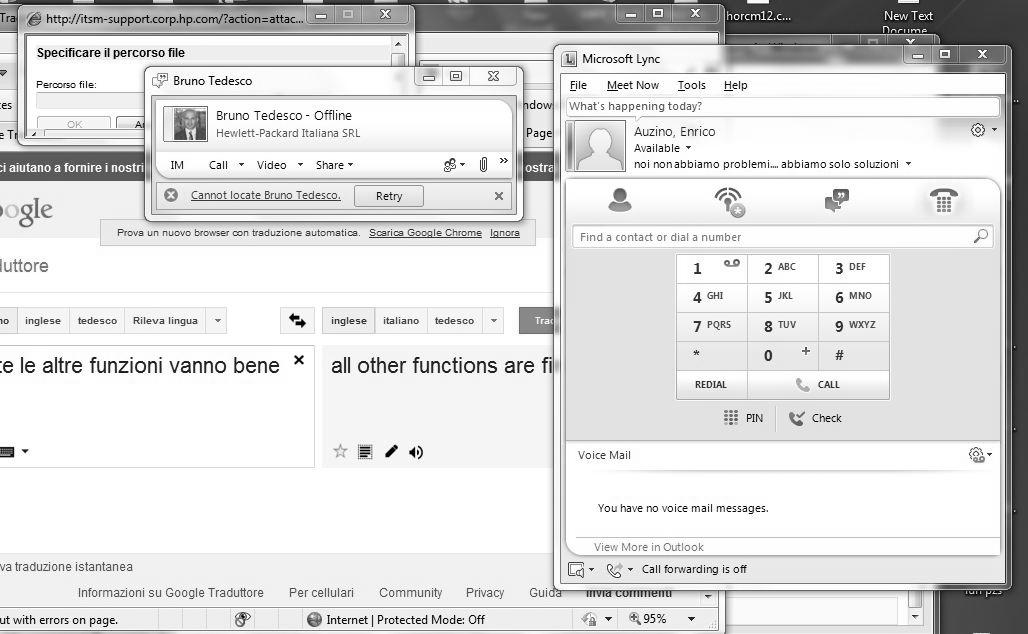 http://itsm-support.corp.hp.com/?action=attac...
Specificare il percorso file
Percorso file:
OK
Bruno Tedesco
Bruno Tedesco - Offline
Hewlett-Packard Italiana SRL
IM Call Video Share
Cannot locate Bruno Tedesco. Retry
ci aiutano a fornire i nostri
ostra
Page
ogle
Prova un nuovo browser con traduzione automatica. Scarica Google Chrome Ignora
duttore
no inglese tedesco Rileva lingua
inglese italiano tedesco Trad
te le altre funzioni vanno bene
all other functions are fi
va traduzione istantanea
Informazioni su Google Traduttore Per cellulari Community Privacy Guida Invia commenti
ut with errors on page. Internet | Protected Mode: Off 95%
horcm12.c...
New Text
Docume
Microsoft Lync
File Meet Now Tools Help
What's happening today?
Auzino, Enrico
Available
noi non abbiamo problemi.... abbiamo solo soluzioni
Find a contact or dial a number
1 2 ABC 3 DEF
4 GHI 5 JKL 6 MNO
7 PQRS 8 TUV 9 WXYZ
* 0 + #
REDIAL CALL
PIN Check
Voice Mail
You have no voice mail messages.
View More in Outlook
Call forwarding is off